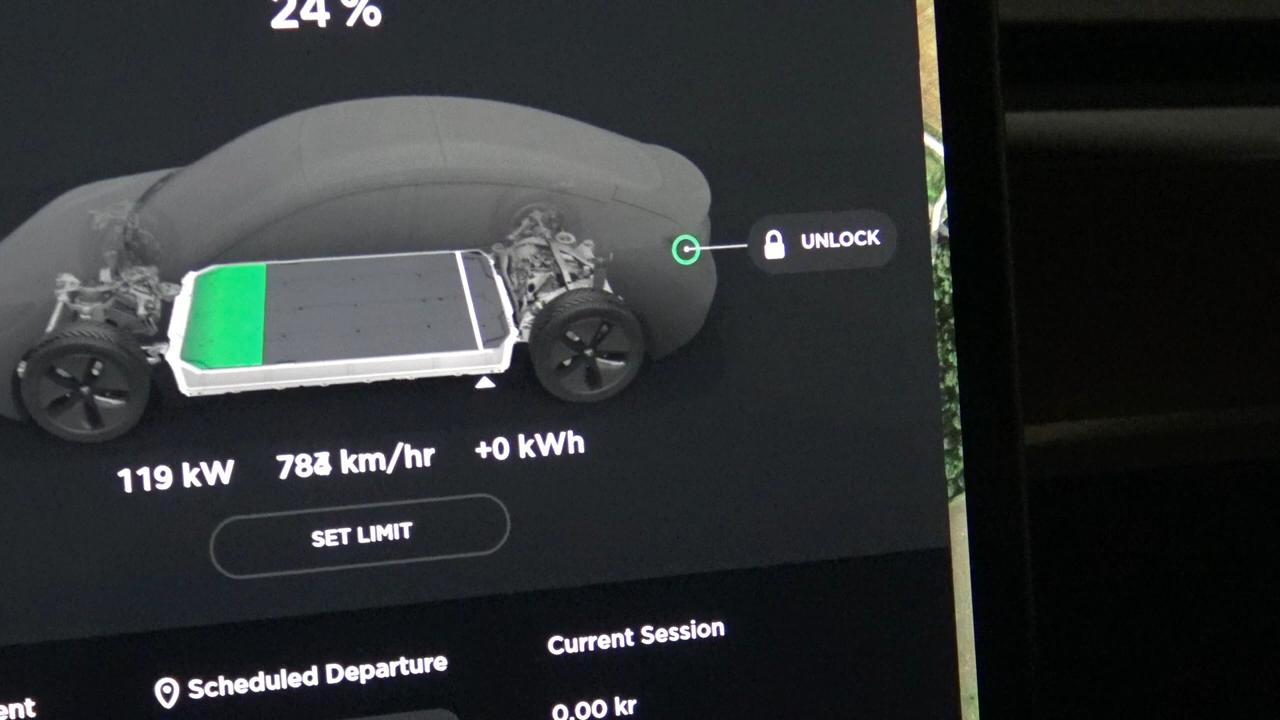 24 %
UNLOCK
119 kW km/hr +0 kWh
SET LIMIT
Current Session
Scheduled Departure
0.00 kr